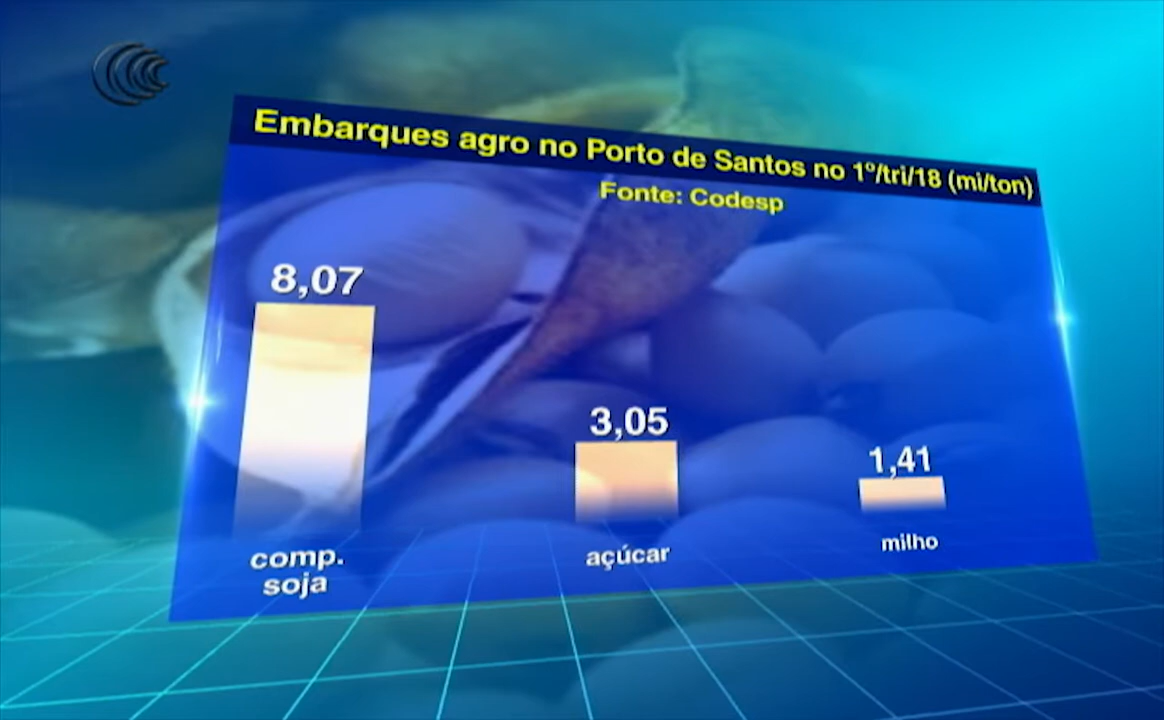 Embarques agro no Porto de Santos no 1º/tri/18 (mi/ton)
Fonte: Codesp
8,07
3,05
1,41
comp.
soja
açúcar
milho